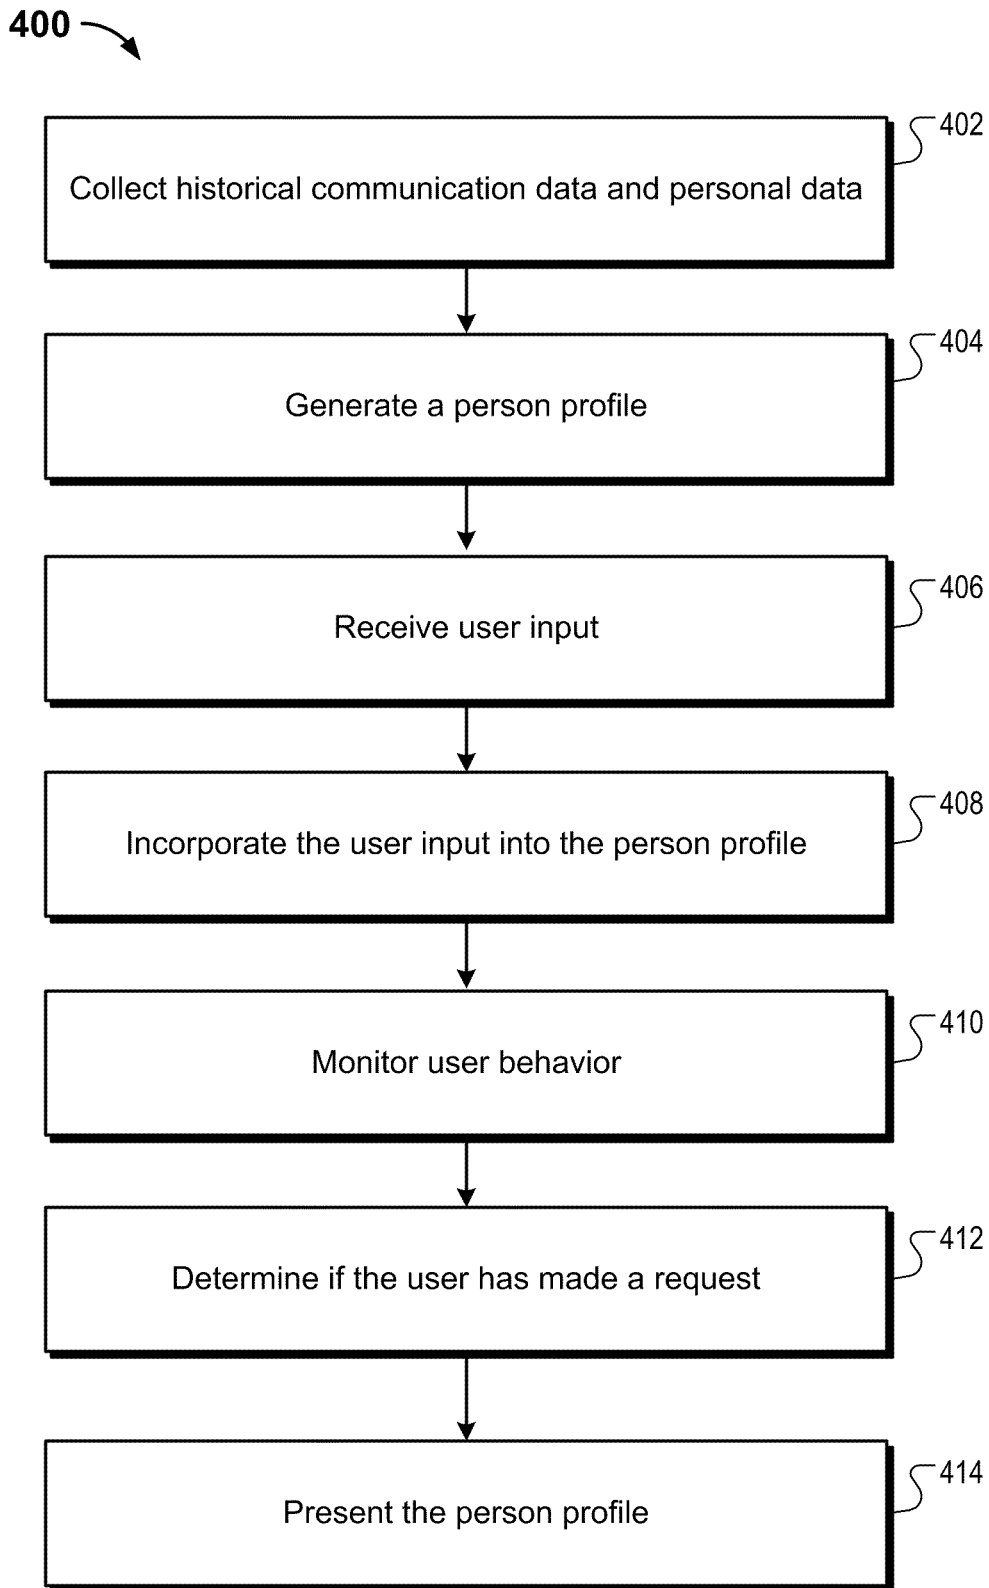 400
402
Collect historical communication data and personal data
404
Generate a person profile
406
Receive user input
408
Incorporate the user input into the person profile
410
Monitor user behavior
412
Determine if the user has made a request
414
Present the person profile